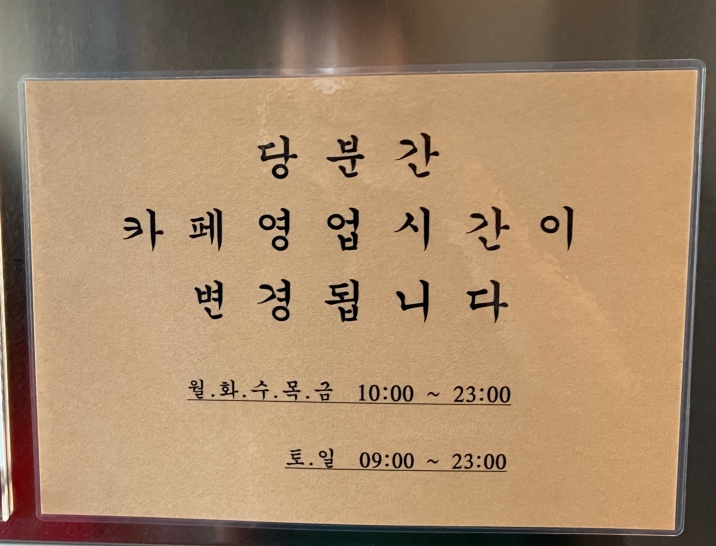 당분간
카페영업시간이
변경됩니다
월.화.수.목.금 10:00 ~ 23:00
토.일 09:00 ~ 23:00